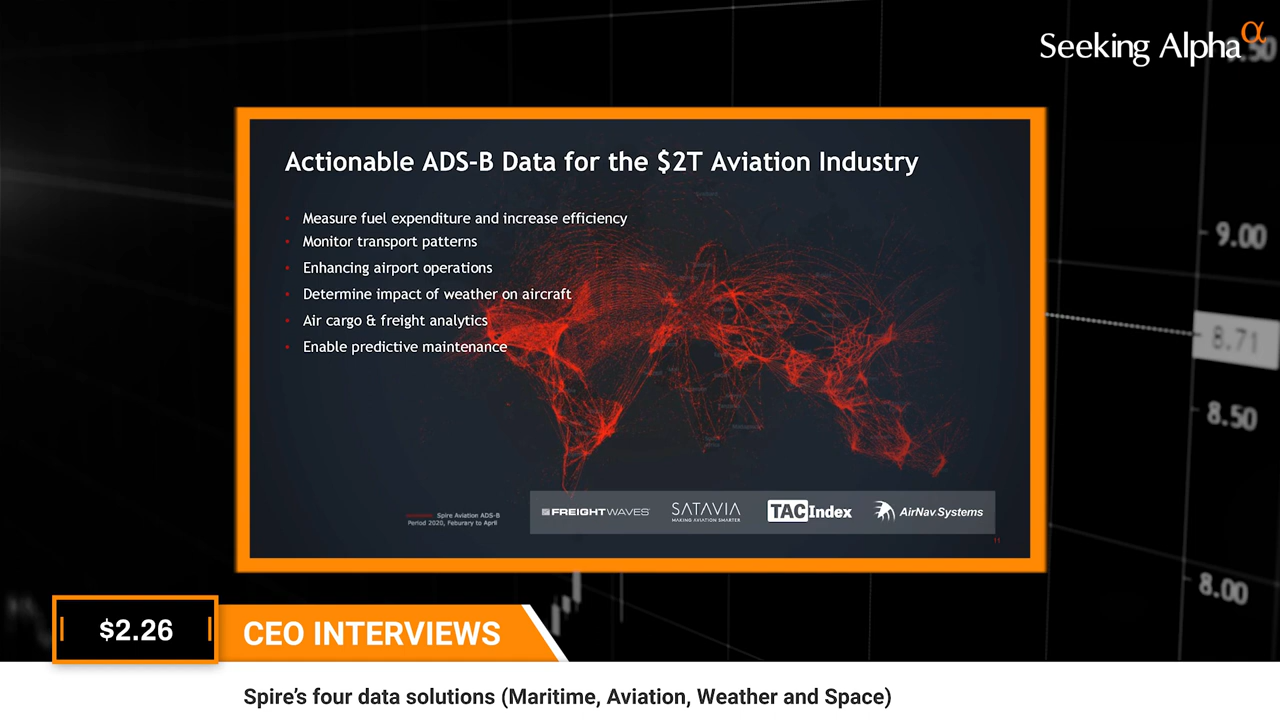 Seeking Alpha α
9.50
Actionable ADS-B Data for the $2T Aviation Industry
• Measure fuel expenditure and increase efficiency
• Monitor transport patterns
• Enhancing airport operations
• Determine impact of weather on aircraft
• Air cargo & freight analytics
• Enable predictive maintenance
9.00
8.71
8.50
8.00
Spire Aviation ADS-B
Period 2020, Feburary to April
FREIGHTWAVES
SATAVIA
MAKING AVIATION SMARTER
TAC Index
AirNav Systems
11
$2.26
CEO INTERVIEWS
Spire's four data solutions (Maritime, Aviation, Weather and Space)